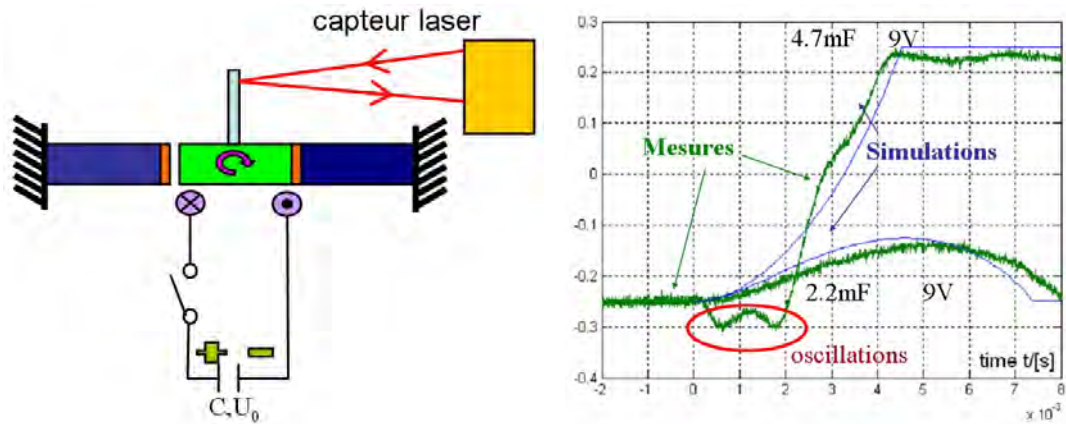 capteur laser
C,U0
0.3
0.2
0.1
0
-0.1
-0.2
-0.3
-0.4
4.7mF 9V
Mesures
Simulations
2.2mF 9V
oscillations
time t/[s]
-2 -1 0 1 2 3 4 5 6 7 8
x 10⁻³